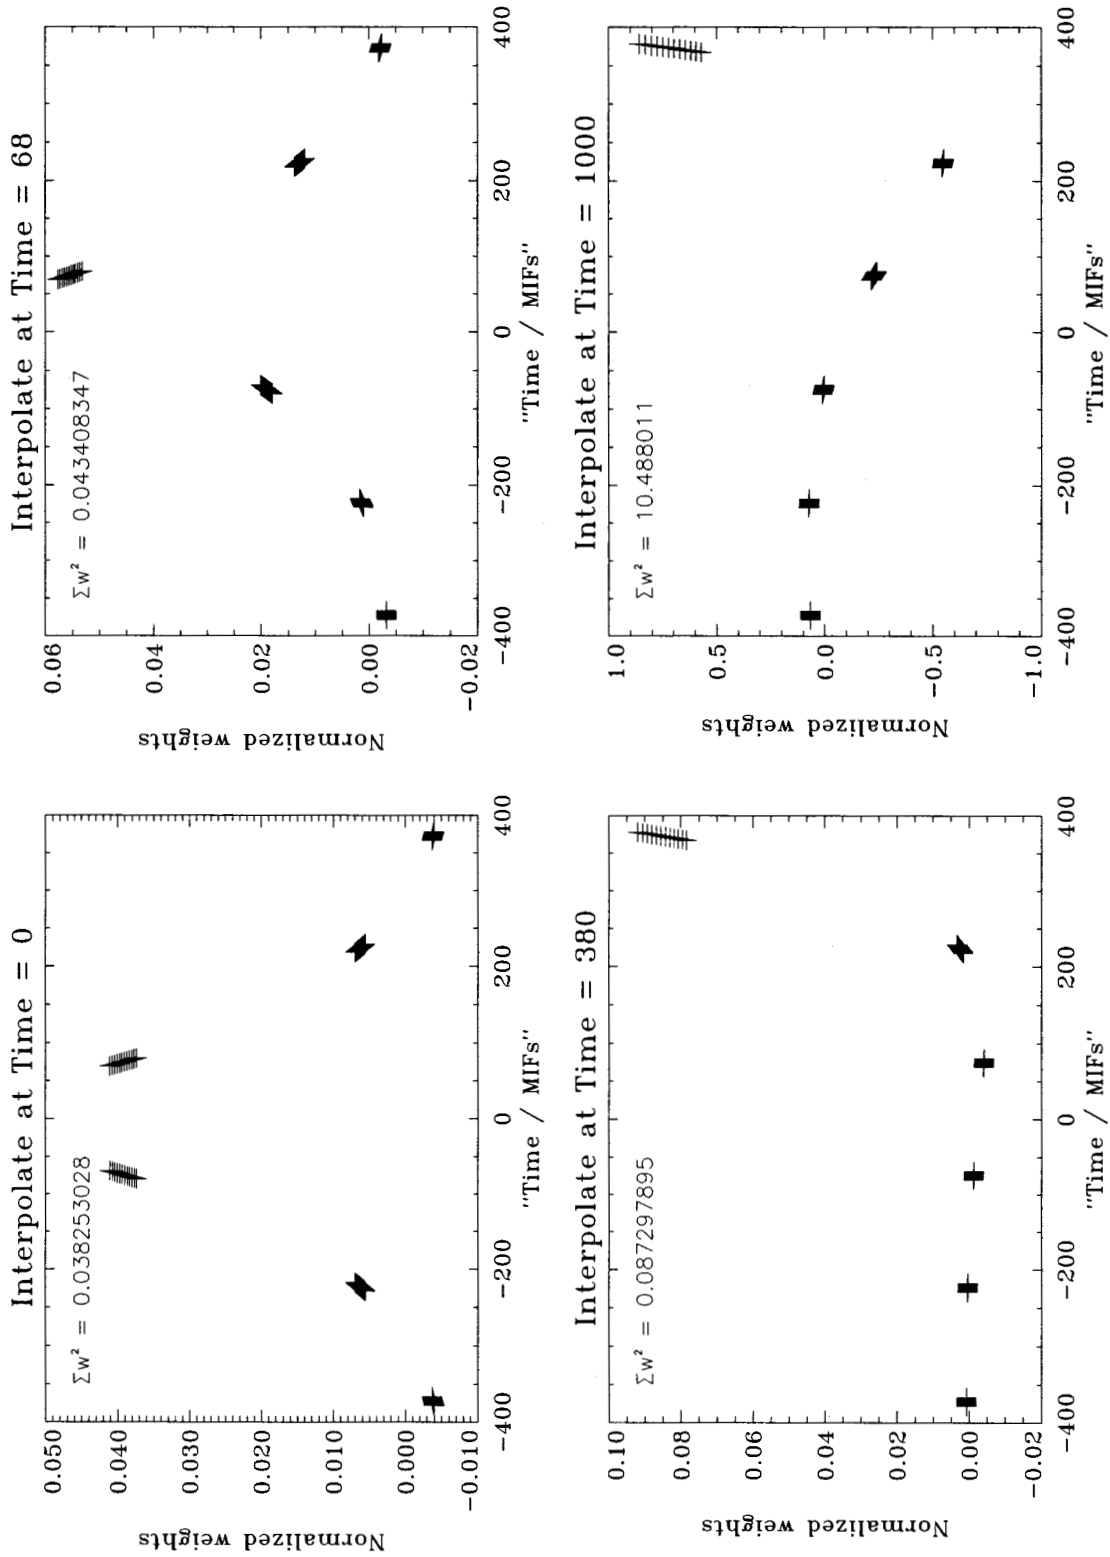 Interpolate at Time = 0
Σw² = 0.038253028
0.050
0.040
0.030
0.020
0.010
0.000
-0.010
Normalized weights
-400 -200 0 200 400
"Time / MIFs"
Interpolate at Time = 68
Σw² = 0.043408347
0.06
0.04
0.02
0.00
-0.02
Normalized weights
-400 -200 0 200 400
"Time / MIFs"
Interpolate at Time = 380
Σw² = 0.087297895
0.10
0.08
0.06
0.04
0.02
0.00
-0.02
Normalized weights
-400 -200 0 200 400
"Time / MIFs"
Interpolate at Time = 1000
Σw² = 10.488011
1.0
0.5
0.0
-0.5
-1.0
Normalized weights
-400 -200 0 200 400
"Time / MIFs"